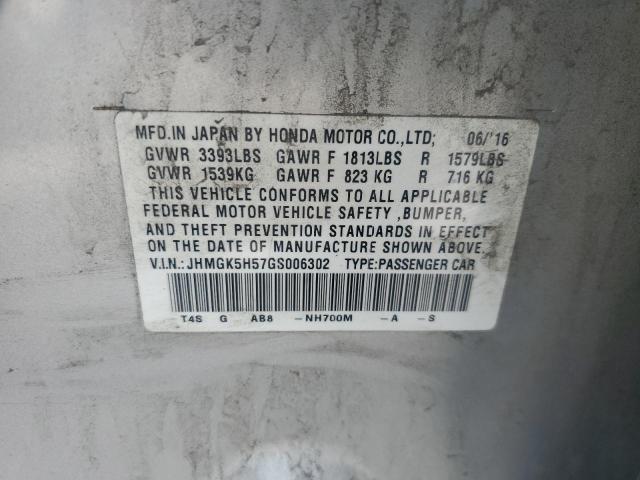 MFD.IN JAPAN BY HONDA MOTOR CO.,LTD; 06/'16
GVWR 3393LBS GAWR F 1813LBS R 1579LBS
GVWR 1539KG GAWR F 823 KG R 716 KG
THIS VEHICLE CONFORMS TO ALL APPLICABLE
FEDERAL MOTOR VEHICLE SAFETY ,BUMPER,
AND THEFT PREVENTION STANDARDS IN EFFECT
ON THE DATE OF MANUFACTURE SHOWN ABOVE.
V.I.N.:JHMGK5H57GS006302 TYPE:PASSENGER CAR
T4S G AB8 -NH700M -A -S